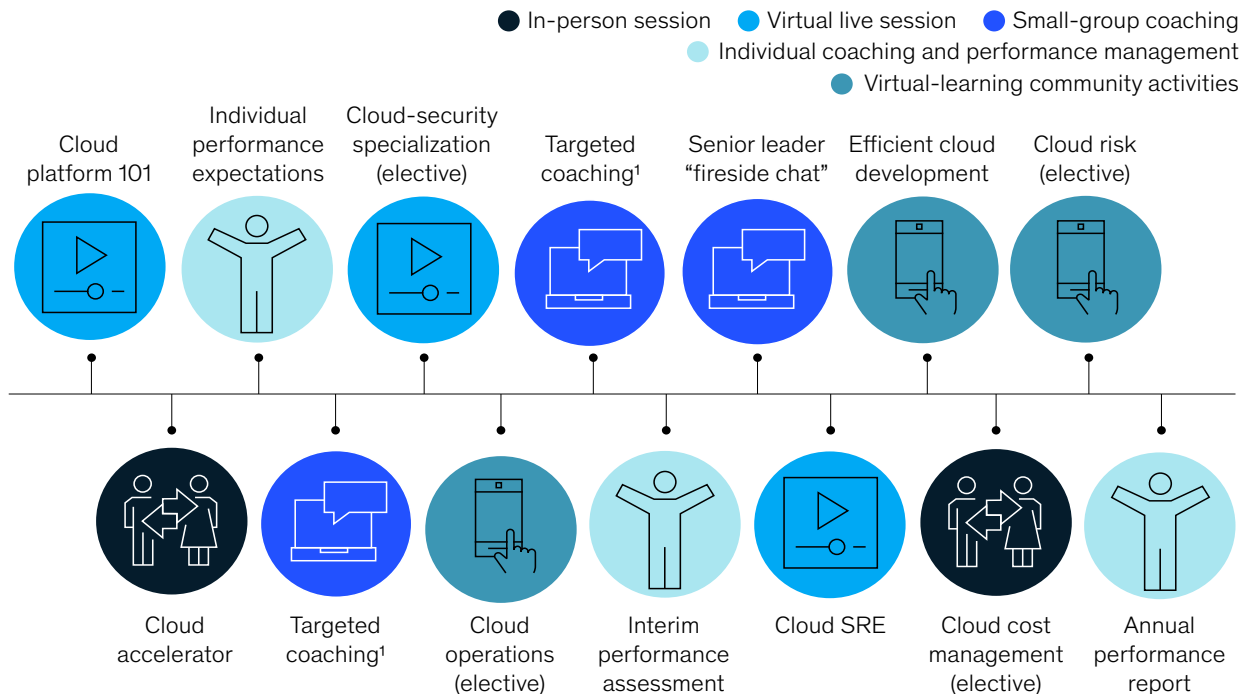 In-person session
Virtual live session
Small-group coaching
Individual coaching and performance management
Virtual-learning community activities
Cloud
platform 101
Individual
performance
expectations
Cloud-security
specialization
(elective)
Targeted
coaching¹
Senior leader
“fireside chat”
Efficient cloud
development
Cloud risk
(elective)
Cloud
accelerator
Targeted
coaching¹
Cloud
operations
(elective)
Interim
performance
assessment
Cloud SRE
Cloud cost
management
(elective)
Annual
performance
report